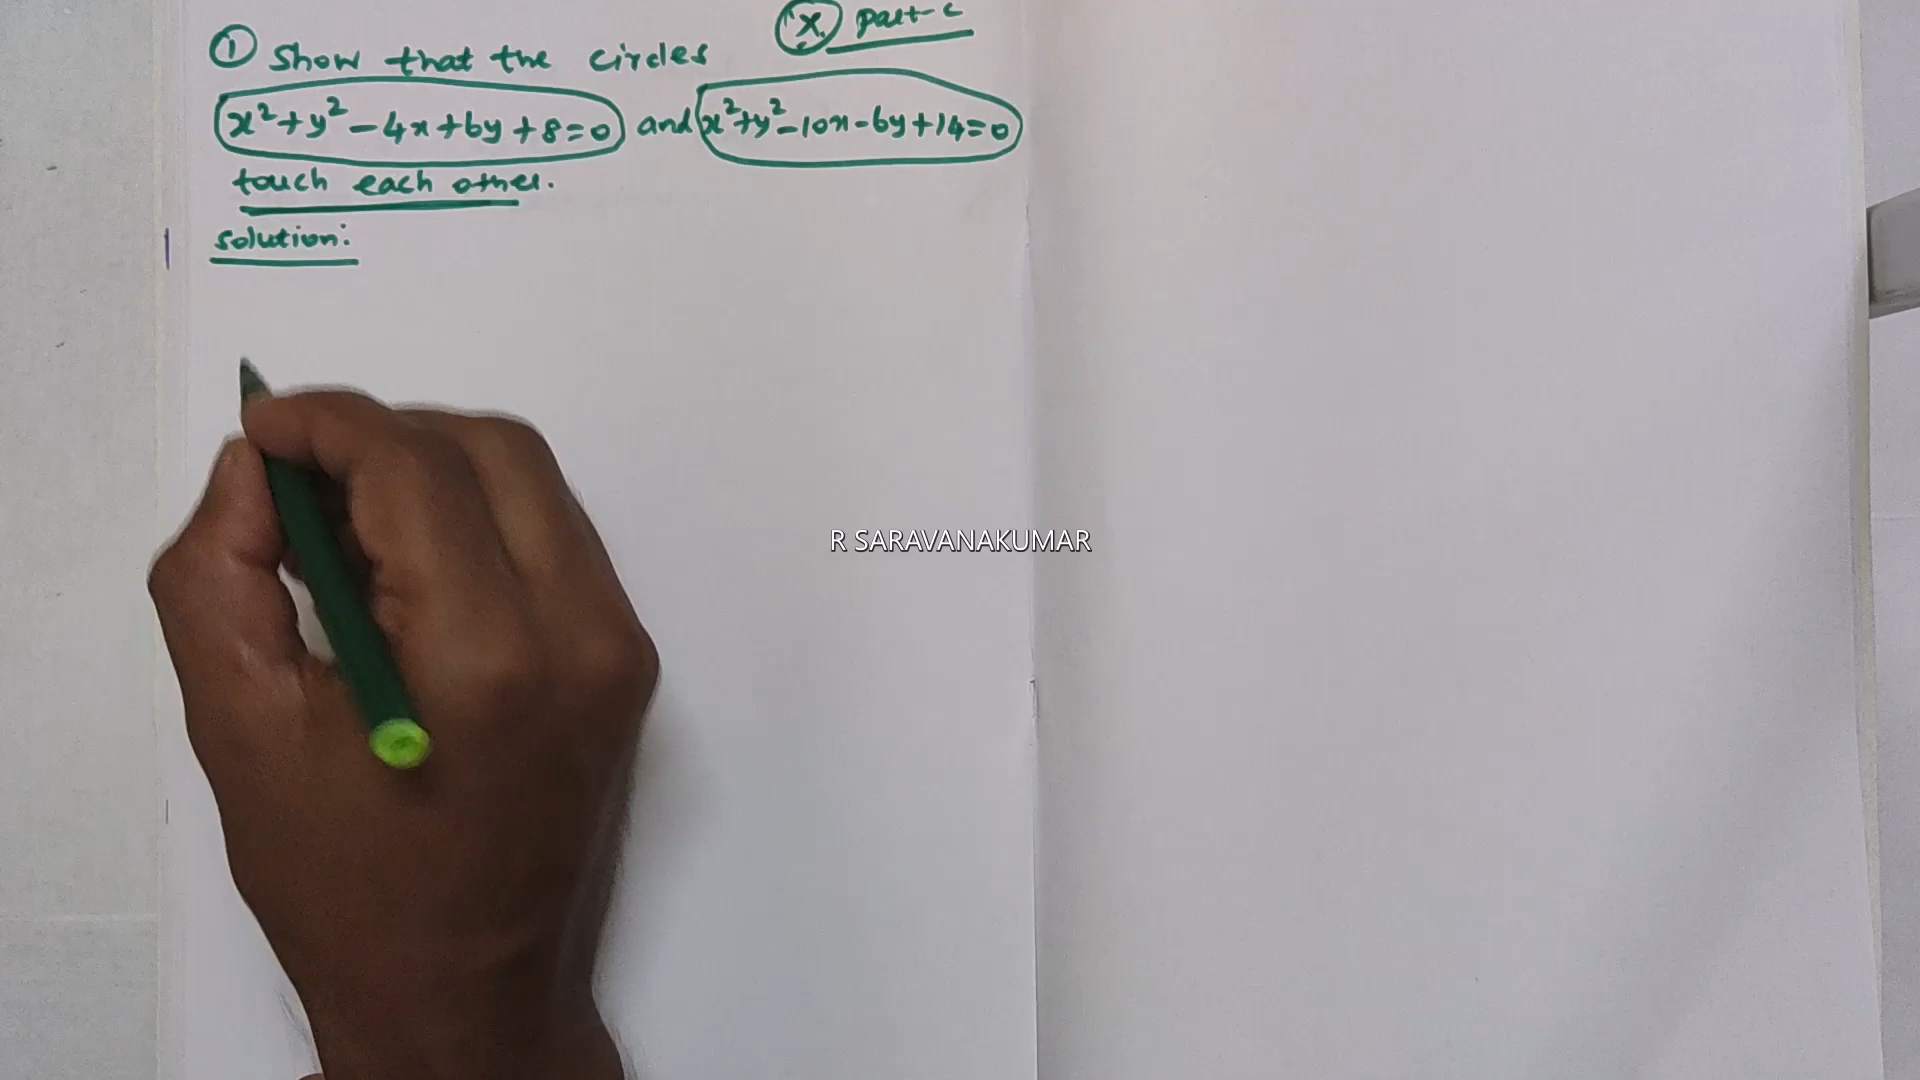 ① Show that the circles
Ⓧ part-c
x²+y²-4x+6y+8=0 and x²+y²-10x-6y+14=0
touch each other.
solution:
R SARAVANAKUMAR